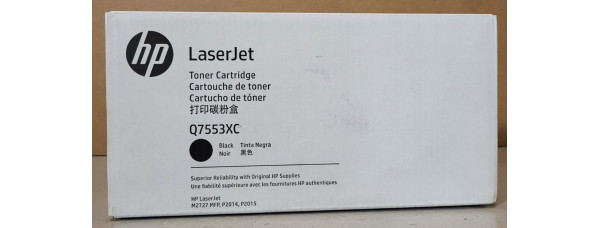 hp
LaserJet
Toner Cartridge
Cartouche de toner
Cartucho de tóner
打印碳粉盒
Q7553XC
Black Tinta Negra
Noir 黑色
Superior Reliability with Original HP Supplies
Une fiabilité supérieure avec les fournitures HP authentiques
HP LaserJet
M2727 MFP, P2014, P2015